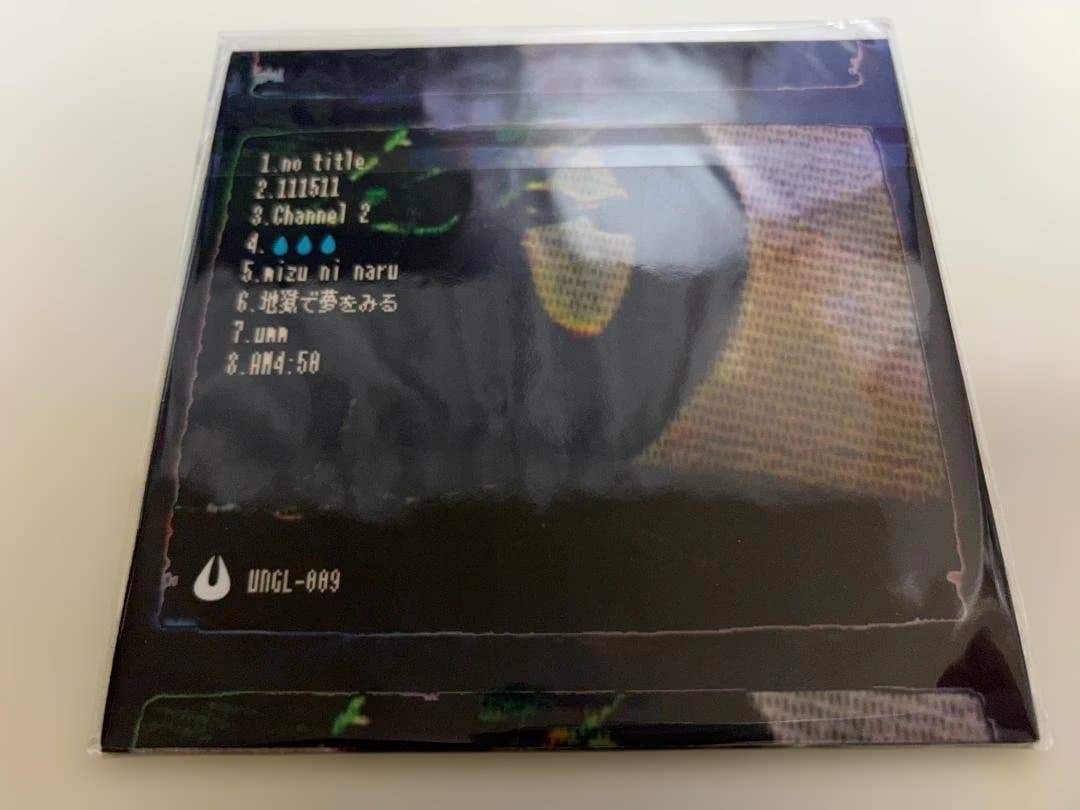 1.no title
2.111511
3.Channel 2
4.💧💧💧
5.mizu ni naru
6.地獄で夢をみる
7.umm
8.AM4:50
UNGL-009